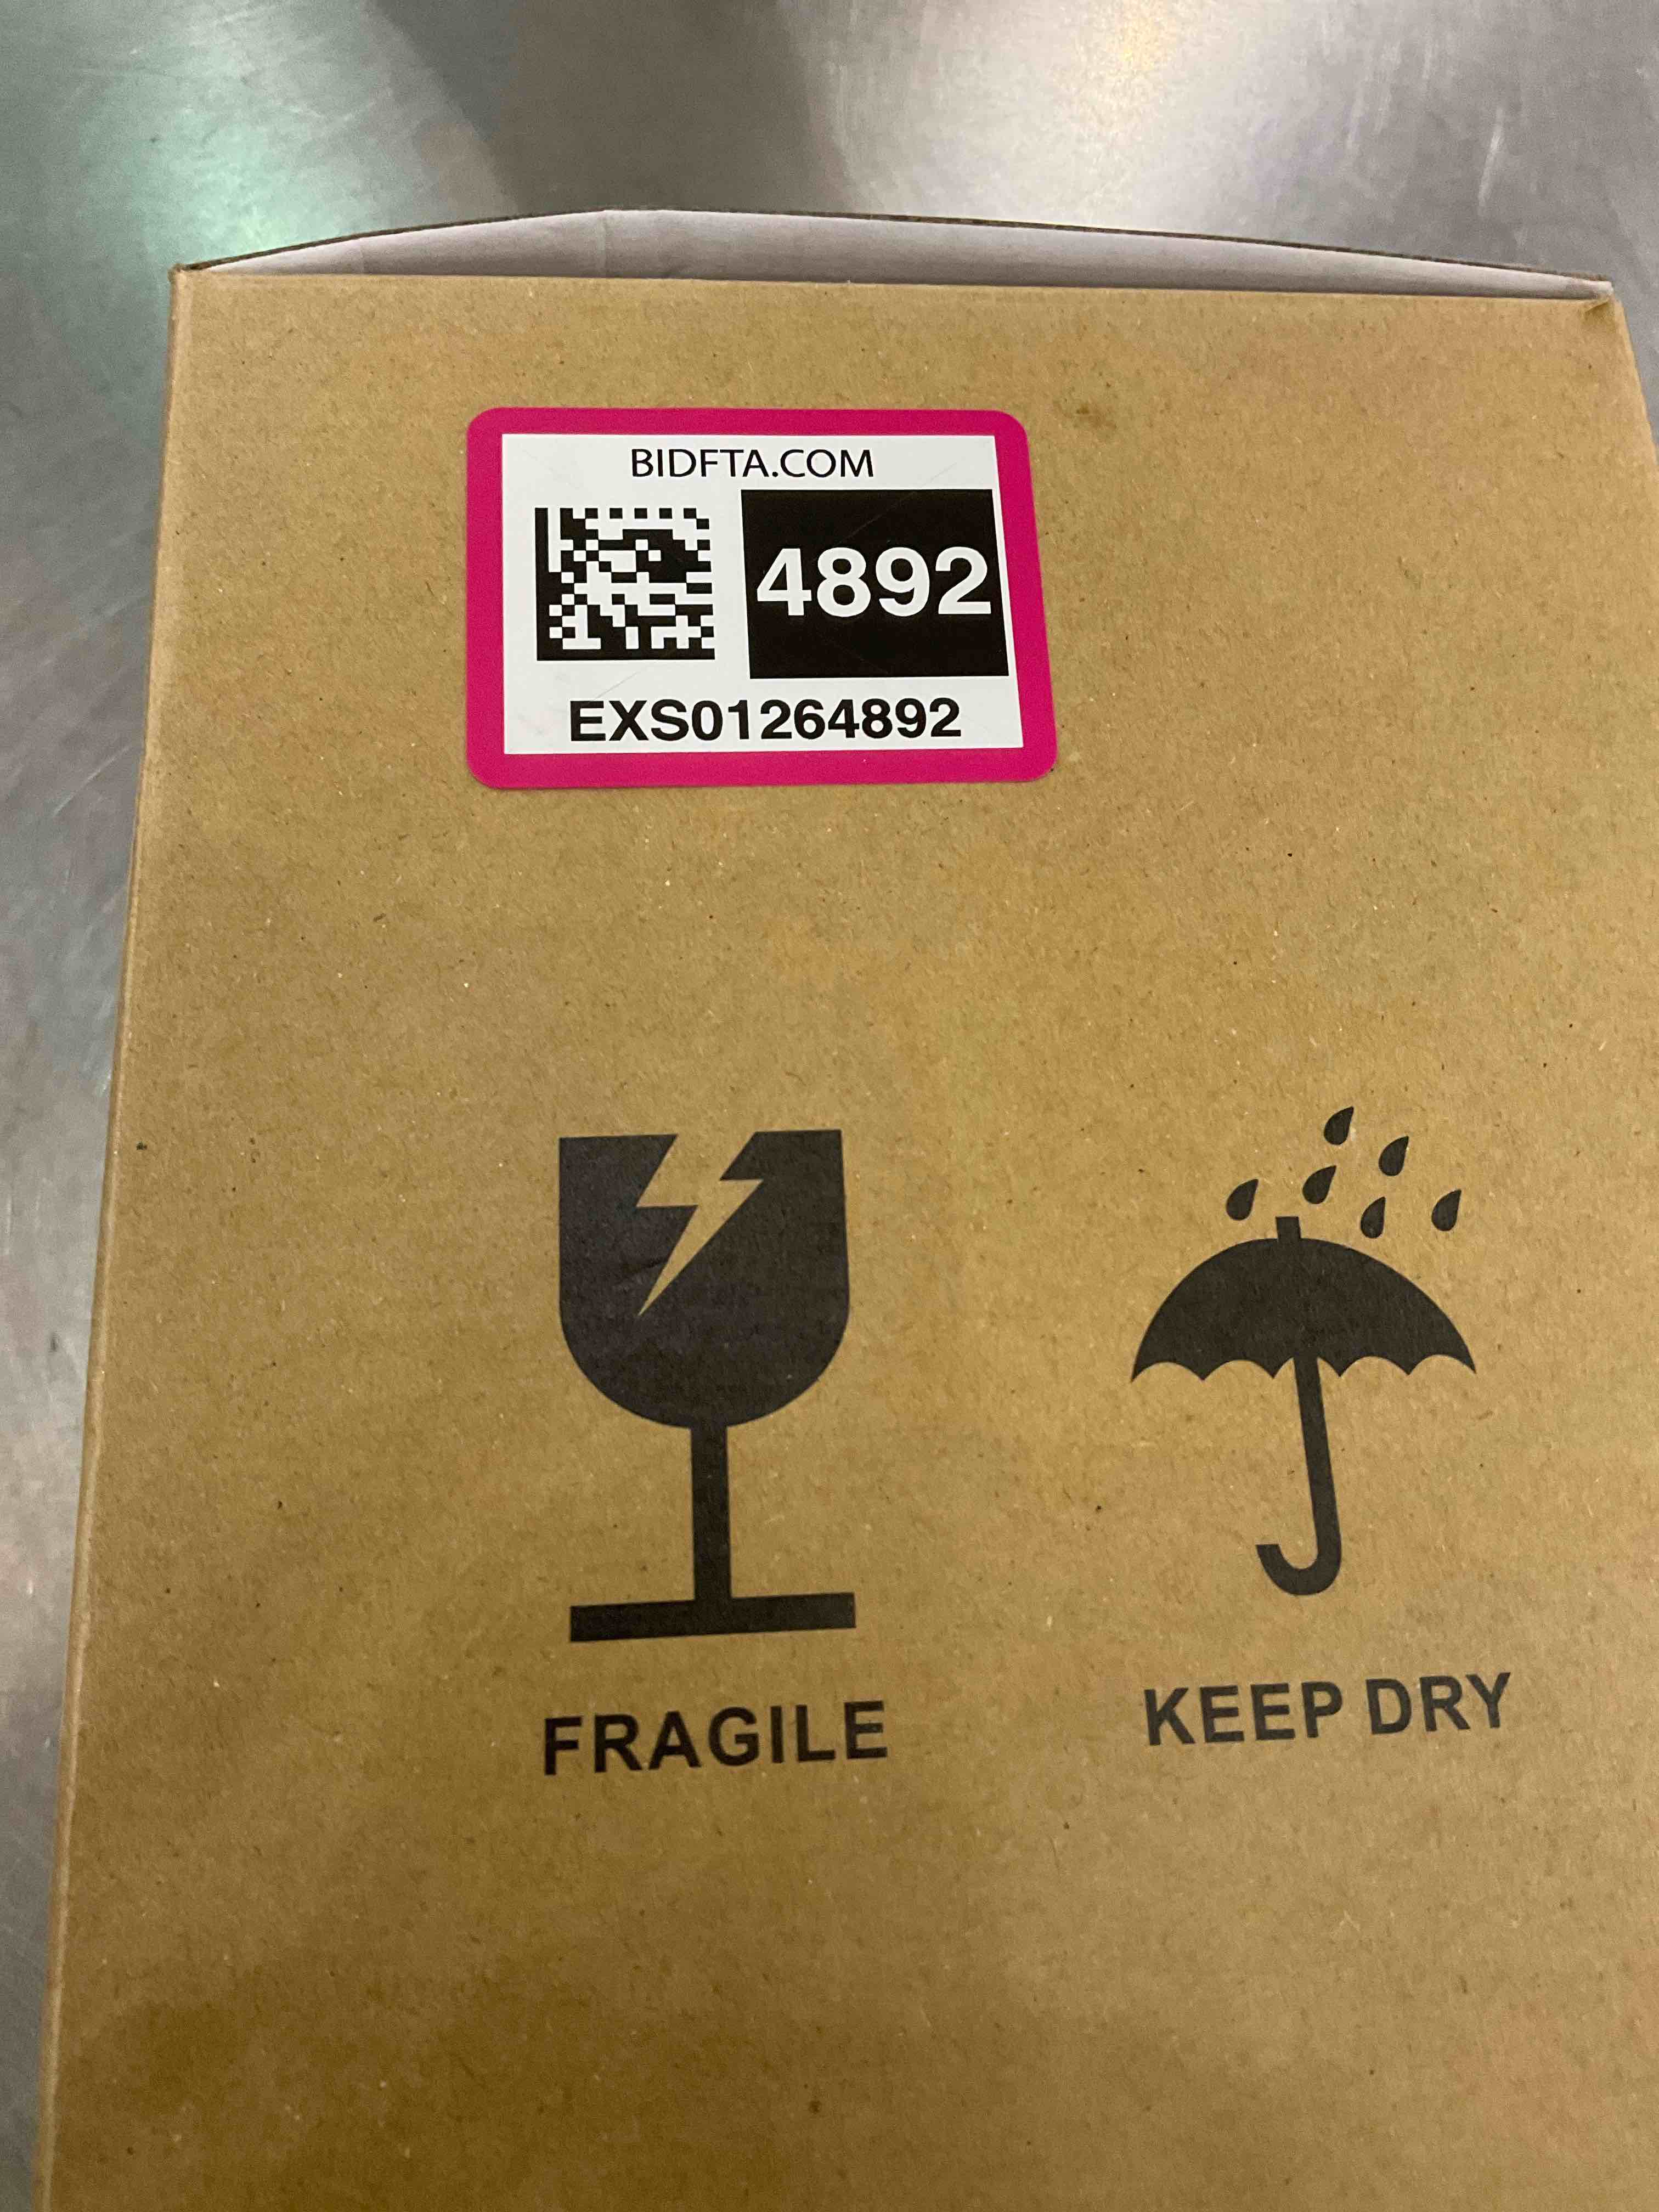 BIDFTA.COM
4892
EXS01264892
FRAGILE
KEEP DRY